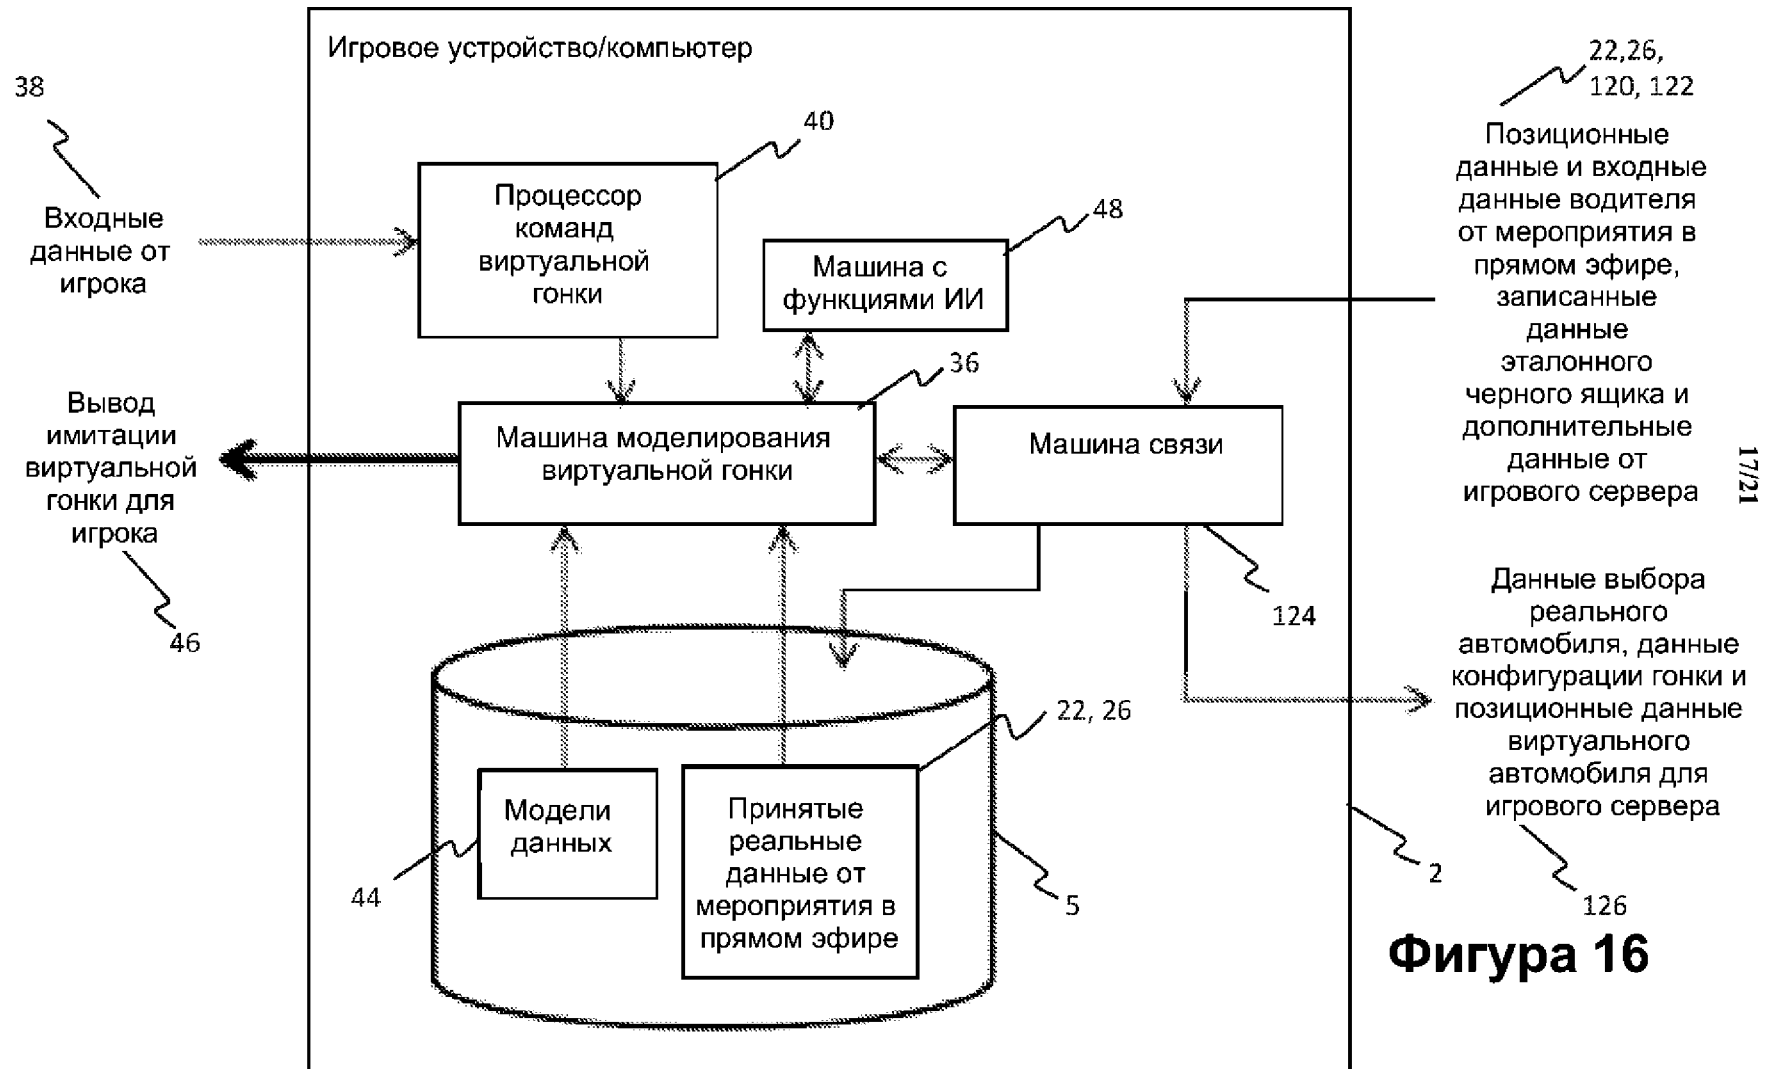 Игровое устройство/компьютер
38
Входные
данные от
игрока
40
Процессор
команд
виртуальной
гонки
48
Машина с
функциями ИИ
22,26,
120, 122
Позиционные
данные и входные
данные водителя
от мероприятия в
прямом эфире,
записанные
данные
эталонного
черного ящика и
дополнительные
данные от
игрового сервера
17/21
36
Машина моделирования
виртуальной гонки
Машина связи
124
Вывод
имитации
виртуальной
гонки для
игрока
46
Данные выбора
реального
автомобиля, данные
конфигурации гонки и
позиционные данные
виртуального
автомобиля для
игрового сервера
126
22, 26
Модели
данных
44
Принятые
реальные
данные от
мероприятия в
прямом эфире
5
2
Фигура 16